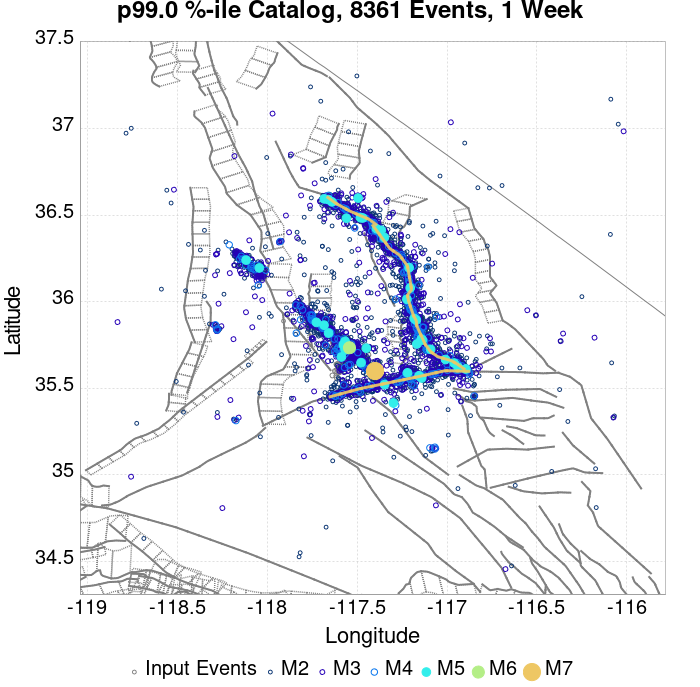 p99.0 %-ile Catalog, 8361 Events, 1 Week
37.5
37
36.5
36
35.5
35
34.5
Latitude
-119 -118.5 -118 -117.5 -117 -116.5 -116
Longitude
Input Events M2 M3 M4 M5 M6 M7